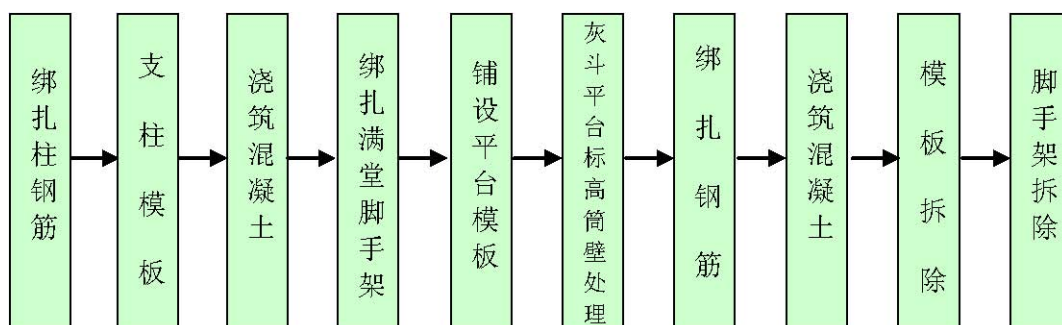 绑扎柱钢筋
支柱模板
浇筑混凝土
绑扎满堂脚手架
铺设平台模板
灰斗平台标高筒壁处理
绑扎钢筋
浇筑混凝土
模板拆除
脚手架拆除